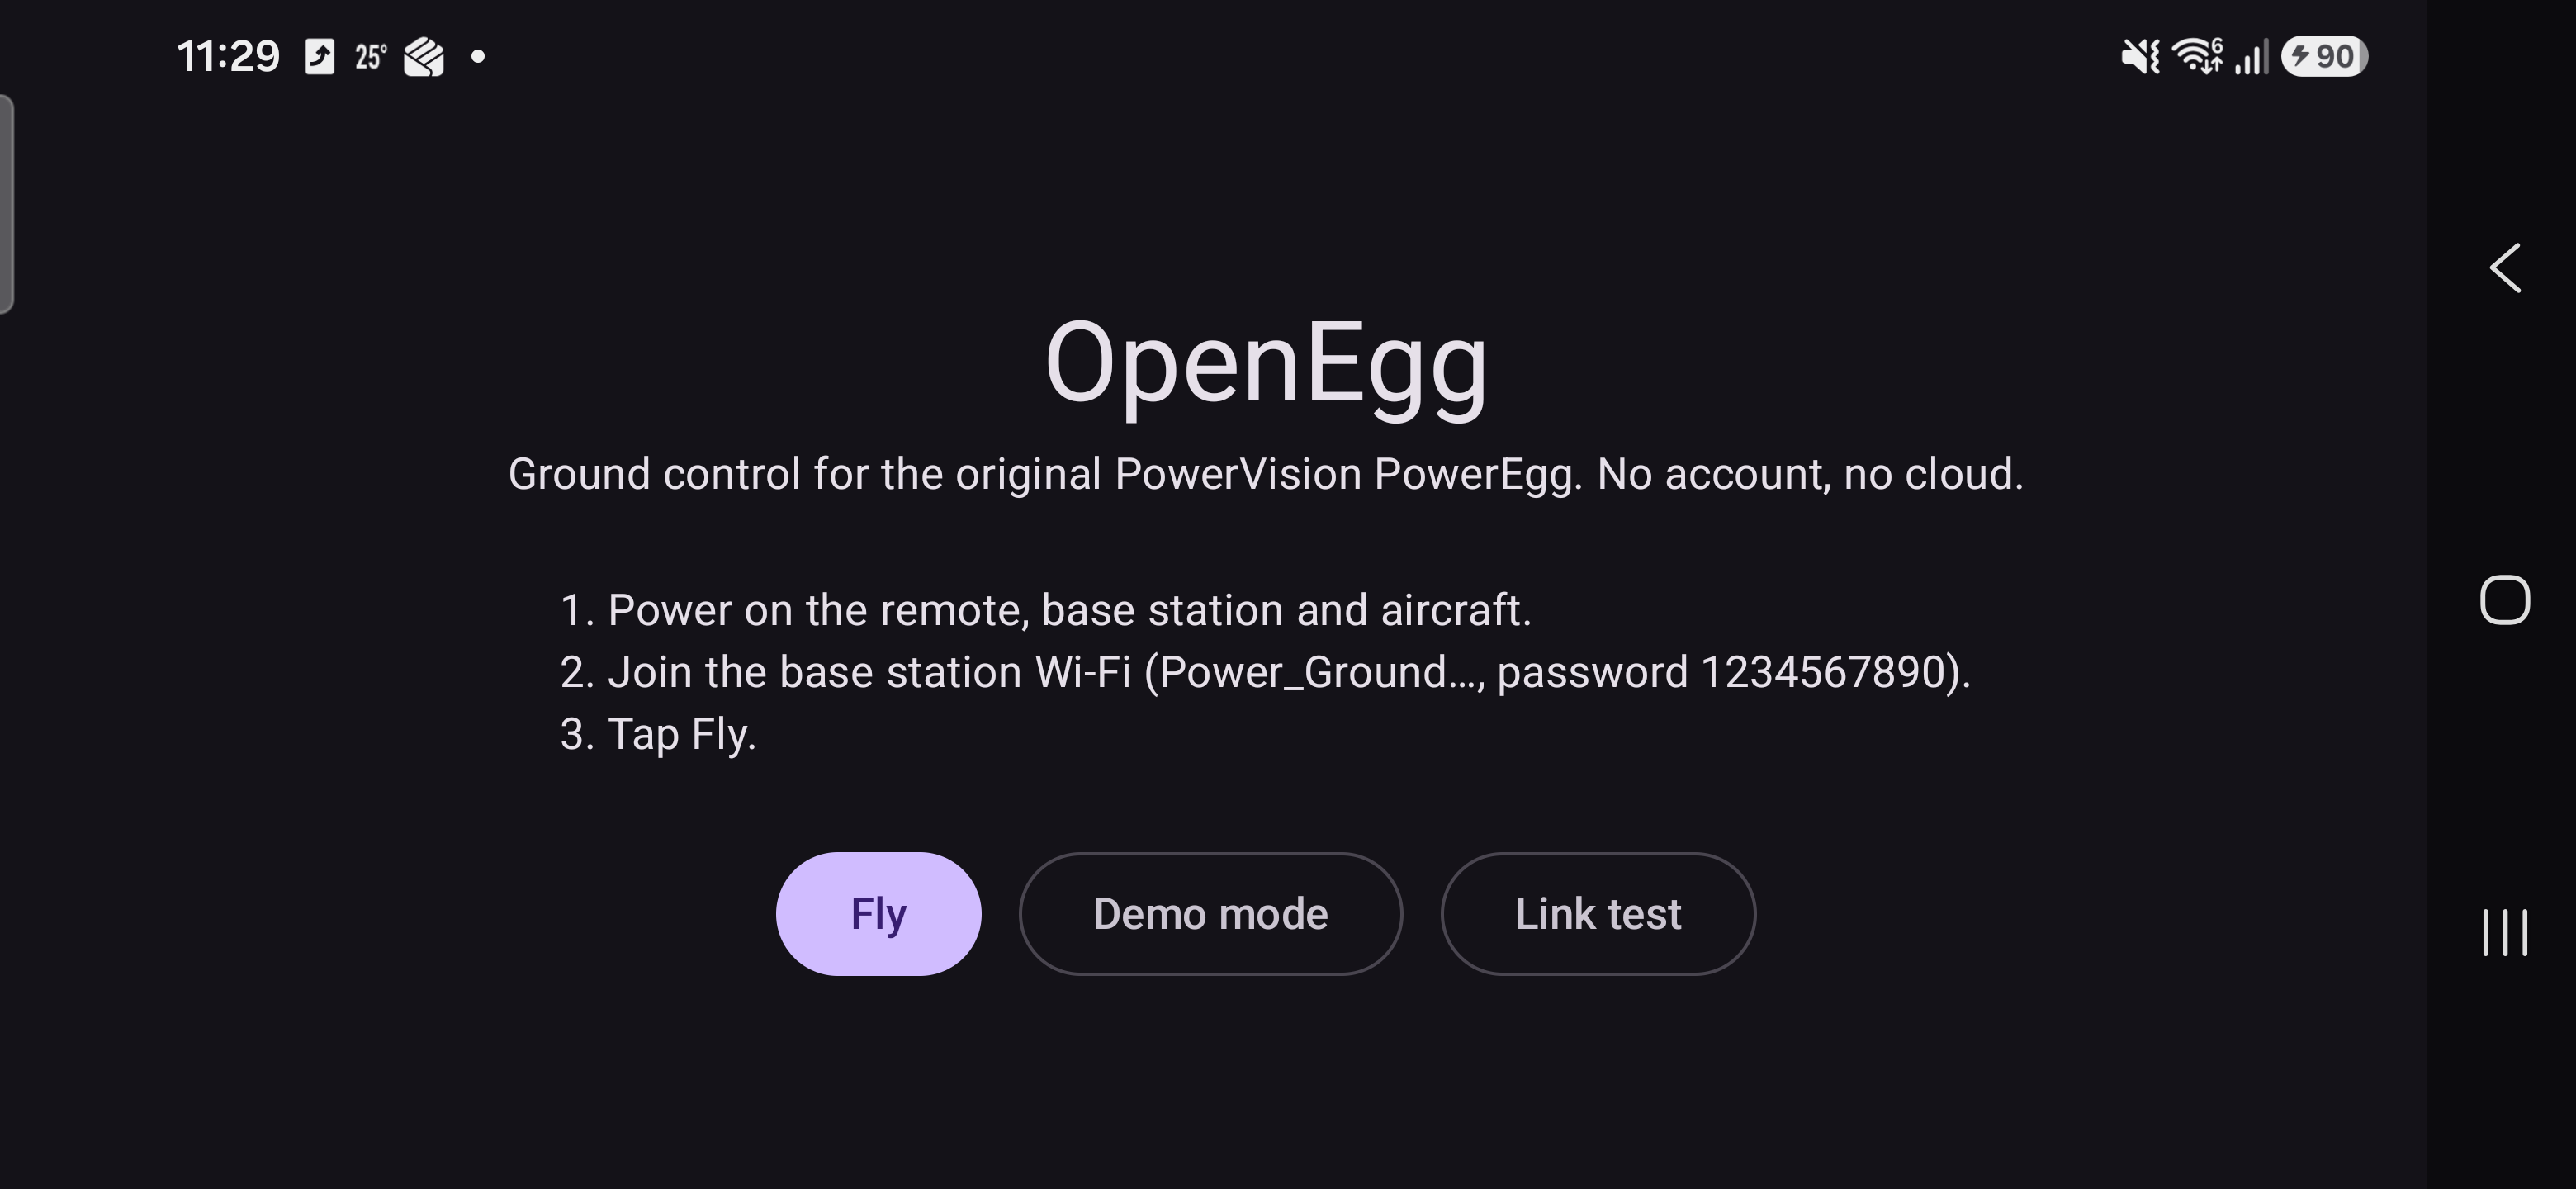 11:29 25°
6 90
OpenEgg
Ground control for the original PowerVision PowerEgg. No account, no cloud.
1. Power on the remote, base station and aircraft.
2. Join the base station Wi-Fi (Power_Ground…, password 1234567890).
3. Tap Fly.
Fly
Demo mode
Link test